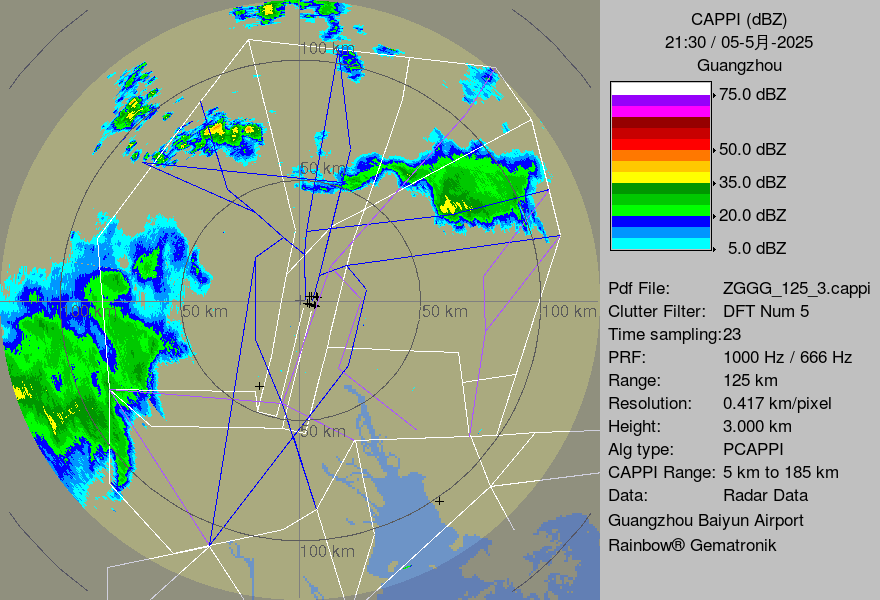 CAPPI (dBZ)
21:30 / 05-5月-2025
Guangzhou
75.0 dBZ
50.0 dBZ
35.0 dBZ
20.0 dBZ
5.0 dBZ
Pdf File: ZGGG_125_3.cappi
Clutter Filter: DFT Num 5
Time sampling:23
PRF: 1000 Hz / 666 Hz
Range: 125 km
Resolution: 0.417 km/pixel
Height: 3.000 km
Alg type: PCAPPI
CAPPI Range: 5 km to 185 km
Data: Radar Data
Guangzhou Baiyun Airport
Rainbow® Gematronik
100 km
50 km
100 km
50 km
50 km
100 km
50 km
100 km